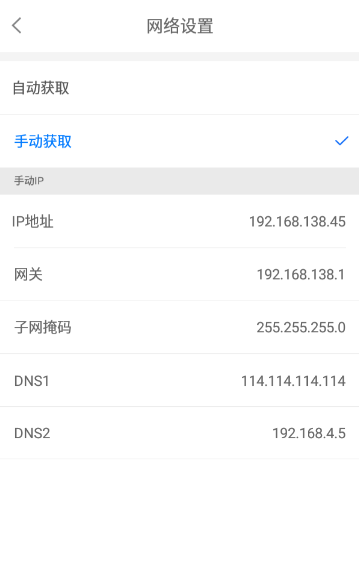 网络设置
自动获取
手动获取
手动IP
IP地址 192.168.138.45
网关 192.168.138.1
子网掩码 255.255.255.0
DNS1 114.114.114.114
DNS2 192.168.4.5